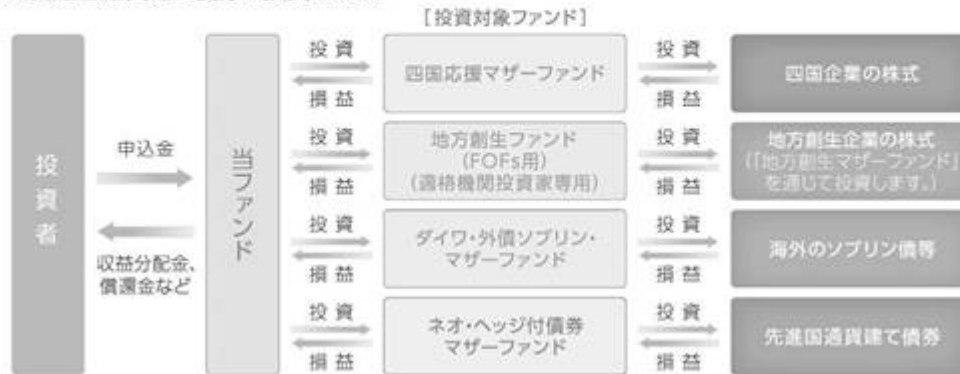 [投資対象ファンド]
投資者
申込金
収益分配金、
償還金など
当ファンド
投資
損益
四国応援マザーファンド
投資
損益
四国企業の株式
投資
損益
地方創生ファンド
(FOFs用)
(適格機関投資家専用)
投資
損益
地方創生企業の株式
(「地方創生マザーファンド」
を通じて投資します。)
投資
損益
ダイワ・外債ソブリン・
マザーファンド
投資
損益
海外のソブリン債等
投資
損益
ネオ・ヘッジ付債券
マザーファンド
投資
損益
先進国通貨建て債券